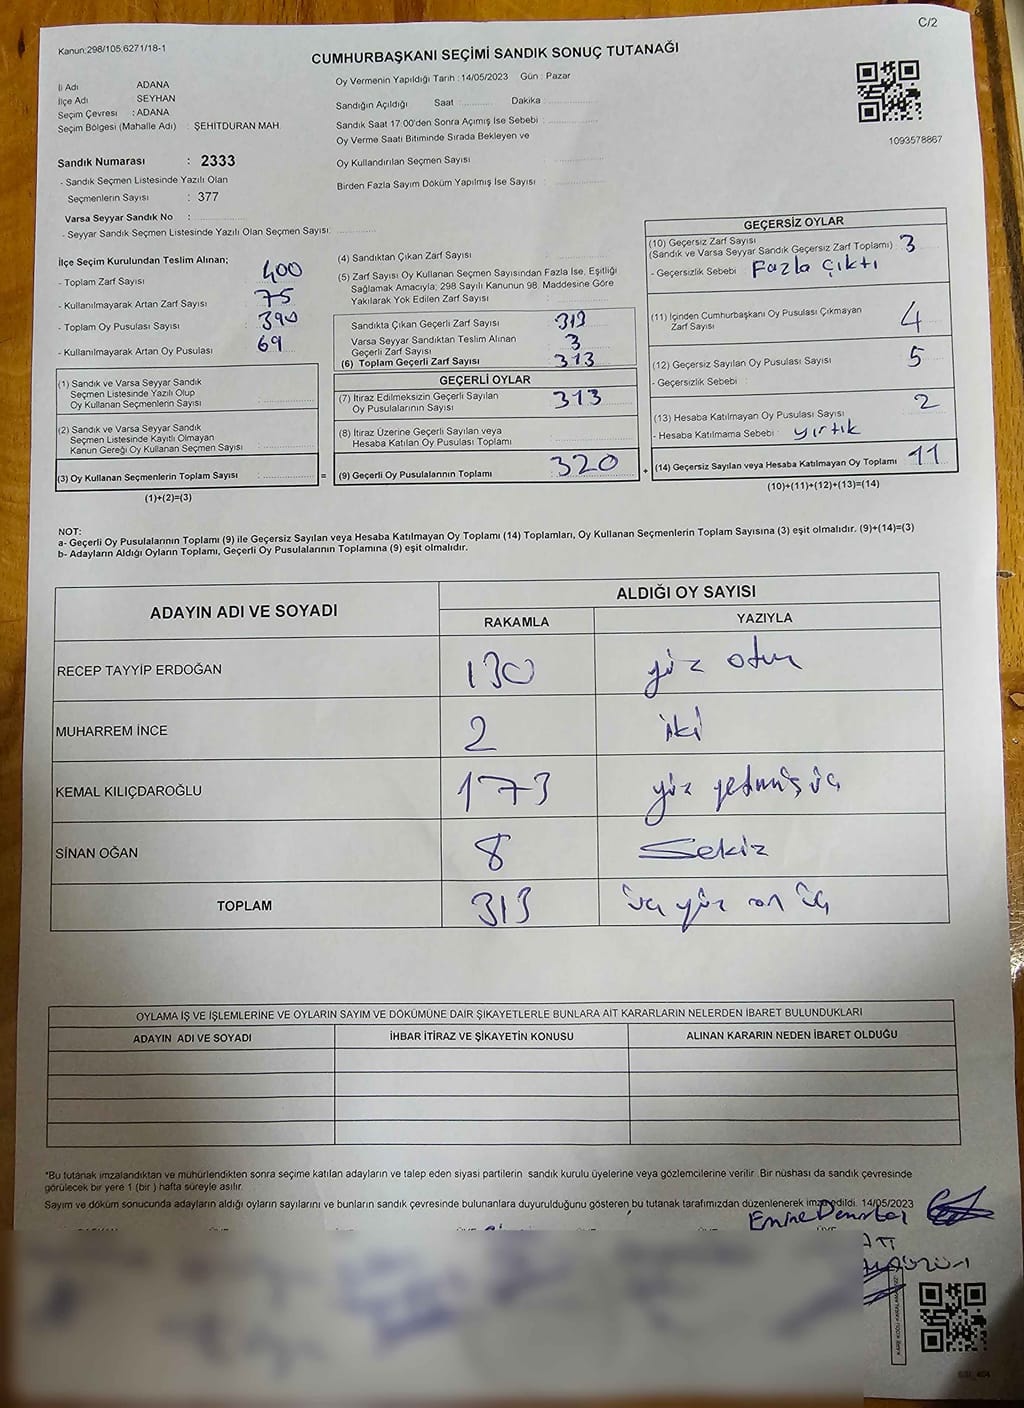 C/2
Kanun:298/105.6271/18-1
CUMHURBAŞKANI SEÇİMİ SANDIK SONUÇ TUTANAĞI
İl Adı ADANA
İlçe Adı SEYHAN
Seçim Çevresi : ADANA
Seçim Bölgesi (Mahalle Adı) : ŞEHİTDURAN MAH.
Oy Vermenin Yapıldığı Tarih : 14/05/2023 Gün : Pazar
Sandığın Açıldığı Saat Dakika
Sandık Saat 17:00'den Sonra Açımış İse Sebebi :
Oy Verme Saati Bitiminde Sırada Bekleyen ve
Oy Kullandırılan Seçmen Sayısı
Birden Fazla Sayım Döküm Yapılmış İse Sayısı :
1093578867
Sandık Numarası : 2333
- Sandık Seçmen Listesinde Yazılı Olan
Seçmenlerin Sayısı : 377
Varsa Seyyar Sandık No :
- Seyyar Sandık Seçmen Listesinde Yazılı Olan Seçmen Sayısı:
İlçe Seçim Kurulundan Teslim Alınan;
- Toplam Zarf Sayısı 400
- Kullanılmayarak Artan Zarf Sayısı 75
- Toplam Oy Pusulası Sayısı 390
- Kullanılmayarak Artan Oy Pusulası 69
(1) Sandık ve Varsa Seyyar Sandık
Seçmen Listesinde Yazılı Olup
Oy Kullanan Seçmenlerin Sayısı
(2) Sandık ve Varsa Seyyar Sandık
Seçmen Listesinde Kayıtlı Olmayan
Kanun Gereği Oy Kullanan Seçmen Sayısı
(3) Oy Kullanan Seçmenlerin Toplam Sayısı =
(1)+(2)=(3)
(4) Sandıktan Çıkan Zarf Sayısı
(5) Zarf Sayısı Oy Kullanan Seçmen Sayısından Fazla İse, Eşitliği
Sağlamak Amacıyla; 298 Sayılı Kanunun 98. Maddesine Göre
Yakılarak Yok Edilen Zarf Sayısı
Sandıkta Çıkan Geçerli Zarf Sayısı 313
Varsa Seyyar Sandıktan Teslim Alınan
Geçerli Zarf Sayısı 3
(6) Toplam Geçerli Zarf Sayısı 313
GEÇERLİ OYLAR
(7) İtiraz Edilmeksizin Geçerli Sayılan
Oy Pusulalarının Sayısı 313
(8) İtiraz Üzerine Geçerli Sayılan veya
Hesaba Katılan Oy Pusulası Toplamı
(9) Geçerli Oy Pusulalarının Toplamı 320 +
GEÇERSİZ OYLAR
(10) Geçersiz Zarf Sayısı
(Sandık ve Varsa Seyyar Sandık Geçersiz Zarf Toplamı) 3
- Geçersizlik Sebebi Fazla çıktı
(11) İçinden Cumhurbaşkanı Oy Pusulası Çıkmayan
Zarf Sayısı 4
(12) Geçersiz Sayılan Oy Pusulası Sayısı 5
- Geçersizlik Sebebi :
(13) Hesaba Katılmayan Oy Pusulası Sayısı 2
- Hesaba Katılmama Sebebi : yırtık
(14) Geçersiz Sayılan veya Hesaba Katılmayan Oy Toplamı 11
(10)+(11)+(12)+(13)=(14)
NOT:
a- Geçerli Oy Pusulalarının Toplamı (9) ile Geçersiz Sayılan veya Hesaba Katılmayan Oy Toplamı (14) Toplamları, Oy Kullanan Seçmenlerin Toplam Sayısına (3) eşit olmalıdır. (9)+(14)=(3)
b- Adayların Aldığı Oyların Toplamı, Geçerli Oy Pusulalarının Toplamına (9) eşit olmalıdır.
ADAYIN ADI VE SOYADI ALDIĞI OY SAYISI
RAKAMLA YAZIYLA
RECEP TAYYİP ERDOĞAN 130 yüz otuz
MUHARREM İNCE 2 iki
KEMAL KILIÇDAROĞLU 173 yüz yetmiş üç
SİNAN OĞAN 8 Sekiz
TOPLAM 313 üç yüz on üç
OYLAMA İŞ VE İŞLEMLERİNE VE OYLARIN SAYIM VE DÖKÜMÜNE DAİR ŞİKAYETLERLE BUNLARA AİT KARARLARIN NELERDEN İBARET BULUNDUKLARI
ADAYIN ADI VE SOYADI İHBAR İTİRAZ VE ŞİKAYETİN KONUSU ALINAN KARARIN NEDEN İBARET OLDUĞU
*Bu tutanak imzalandıktan ve mühürlendikten sonra seçime katılan adayların ve talep eden siyasi partilerin sandık kurulu üyelerine veya gözlemcilerine verilir. Bir nüshası da sandık çevresinde
görülecek bir yere 1 (bir ) hafta süreyle asılır.
Sayım ve döküm sonucunda adayların aldığı oyların sayılarını ve bunların sandık çevresinde bulunanlara duyurulduğunu gösteren bu tutanak tarafımızdan düzenlenerek imza edildi. 14/05/2023
Emine